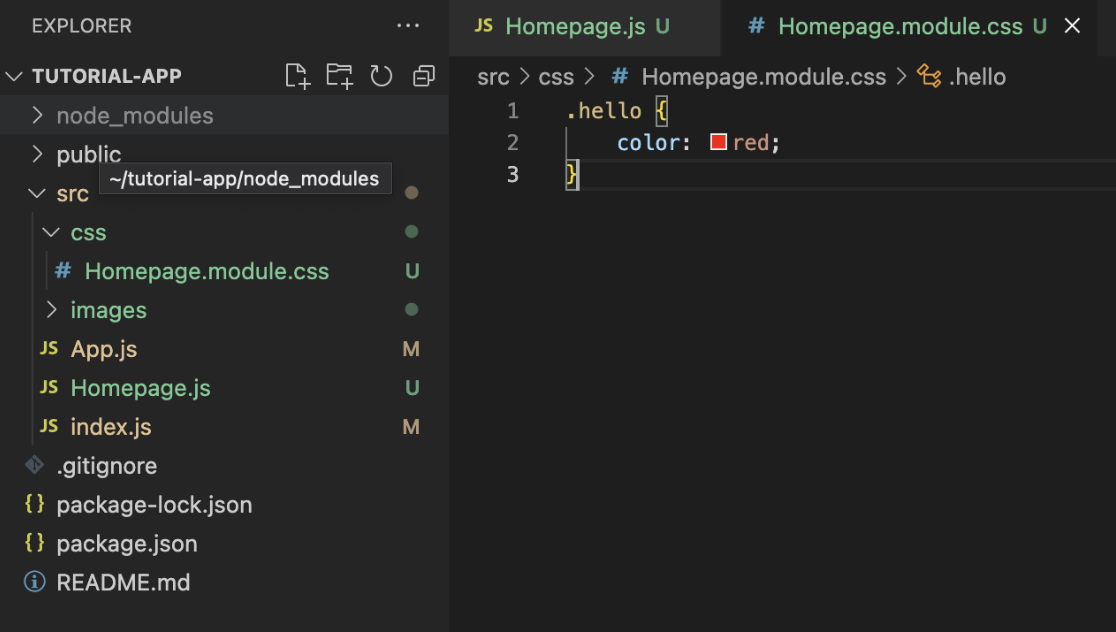 EXPLORER
TUTORIAL-APP
node_modules
public
~/tutorial-app/node_modules
src
css
# Homepage.module.css U
images
JS App.js M
JS Homepage.js U
JS index.js M
.gitignore
{} package-lock.json
{} package.json
README.md
JS Homepage.js U
# Homepage.module.css U
src > css > # Homepage.module.css > .hello
1 .hello {
2 color: red;
3 }